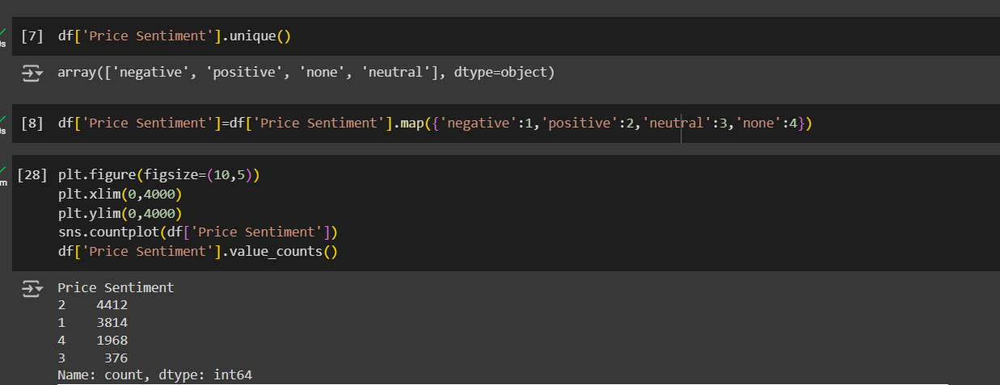 [7] df['Price Sentiment'].unique()
array(['negative', 'positive', 'none', 'neutral'], dtype=object)
[8] df['Price Sentiment']=df['Price Sentiment'].map({'negative':1,'positive':2,'neutral':3,'none':4})
[28] plt.figure(figsize=(10,5))
plt.xlim(0,4000)
plt.ylim(0,4000)
sns.countplot(df['Price Sentiment'])
df['Price Sentiment'].value_counts()
Price Sentiment
2    4412
1    3814
4    1968
3     376
Name: count, dtype: int64